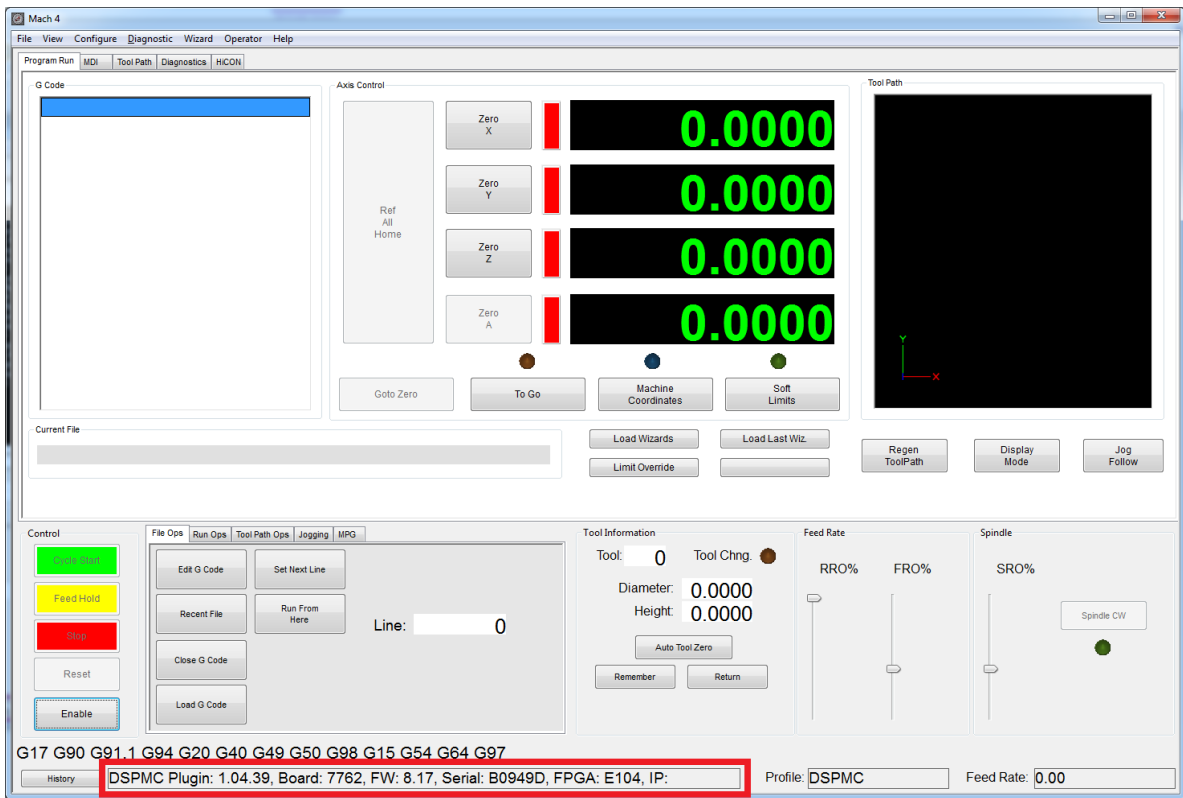 Mach 4
File View Configure Diagnostic Wizard Operator Help
Program Run MDI Tool Path Diagnostics HiCON
G Code
Axis Control
Tool Path
Ref
All
Home
Zero
X
0.0000
Zero
Y
0.0000
Zero
Z
0.0000
Zero
A
0.0000
Y
X
Goto Zero
To Go
Machine
Coordinates
Soft
Limits
Current File
Load Wizards
Load Last Wiz.
Limit Override
Regen
ToolPath
Display
Mode
Jog
Follow
Control
Cycle Start
Feed Hold
Stop
Reset
Enable
File Ops Run Ops Tool Path Ops Jogging MPG
Edit G Code
Set Next Line
Recent File
Run From
Here
Line: 0
Close G Code
Load G Code
Tool Information
Tool: 0 Tool Chng.
Diameter: 0.0000
Height: 0.0000
Auto Tool Zero
Remember
Return
Feed Rate
RRO% FRO%
Spindle
SRO%
Spindle CW
G17 G90 G91.1 G94 G20 G40 G49 G50 G98 G15 G54 G64 G97
History
DSPMC Plugin: 1.04.39, Board: 7762, FW: 8.17, Serial: B0949D, FPGA: E104, IP:
Profile: DSPMC
Feed Rate: 0.00